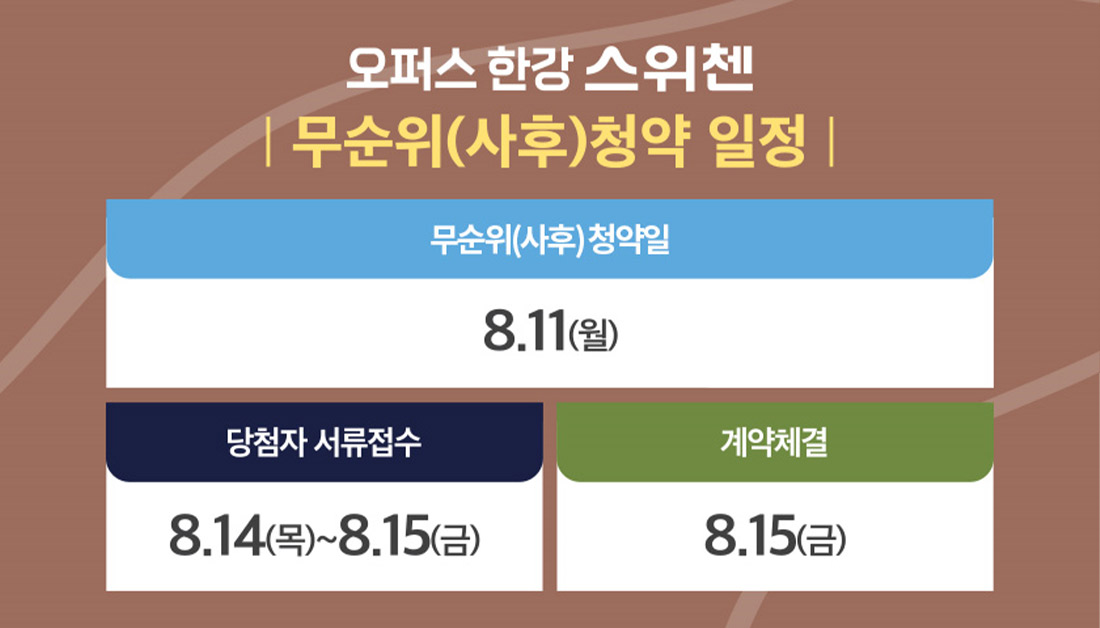 오퍼스 한강 스위첸
| 무순위(사후)청약 일정 |
무순위(사후) 청약일
8.11(월)
당첨자 서류접수
8.14(목)~8.15(금)
계약체결
8.15(금)